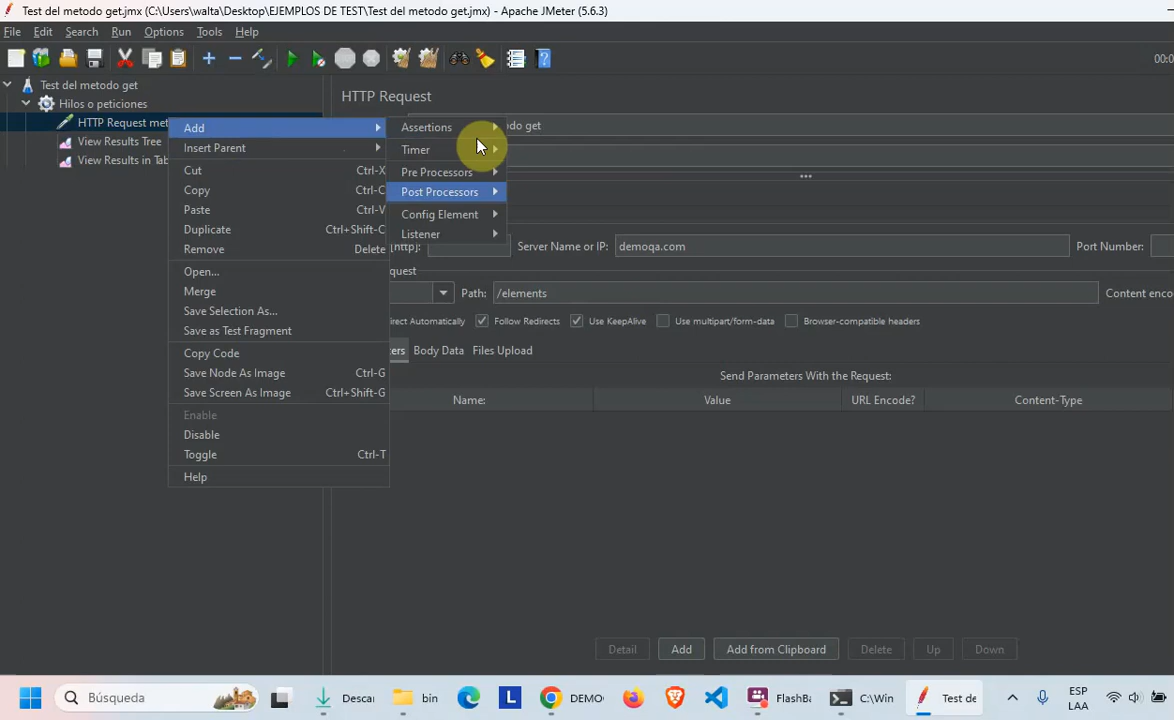 Test del metodo get.jmx (C:\Users\walta\Desktop\EJEMPLOS DE TEST\Test del metodo get.jmx) - Apache JMeter (5.6.3)
File Edit Search Run Options Tools Help
00:0
Test del metodo get
Hilos o peticiones
HTTP Request met
View Results Tree
View Results in Tab
Add
Insert Parent
Cut Ctrl-X
Copy Ctrl-C
Paste Ctrl-V
Duplicate Ctrl+Shift-C
Remove Delete
Open...
Merge
Save Selection As...
Save as Test Fragment
Copy Code
Save Node As Image Ctrl-G
Save Screen As Image Ctrl+Shift-G
Enable
Disable
Toggle Ctrl-T
Help
Assertions
Timer
Pre Processors
Post Processors
Config Element
Listener
HTTP Request
do get
[http]: Server Name or IP: demoqa.com Port Number:
quest
Path: /elements Content enco
irect Automatically Follow Redirects Use KeepAlive Use multipart/form-data Browser-compatible headers
ers Body Data Files Upload
Send Parameters With the Request:
Name: Value URL Encode? Content-Type
Detail Add Add from Clipboard Delete Up Down
Búsqueda Desca bin DEMO FlashBa C:\Win Test de ESP
LAA